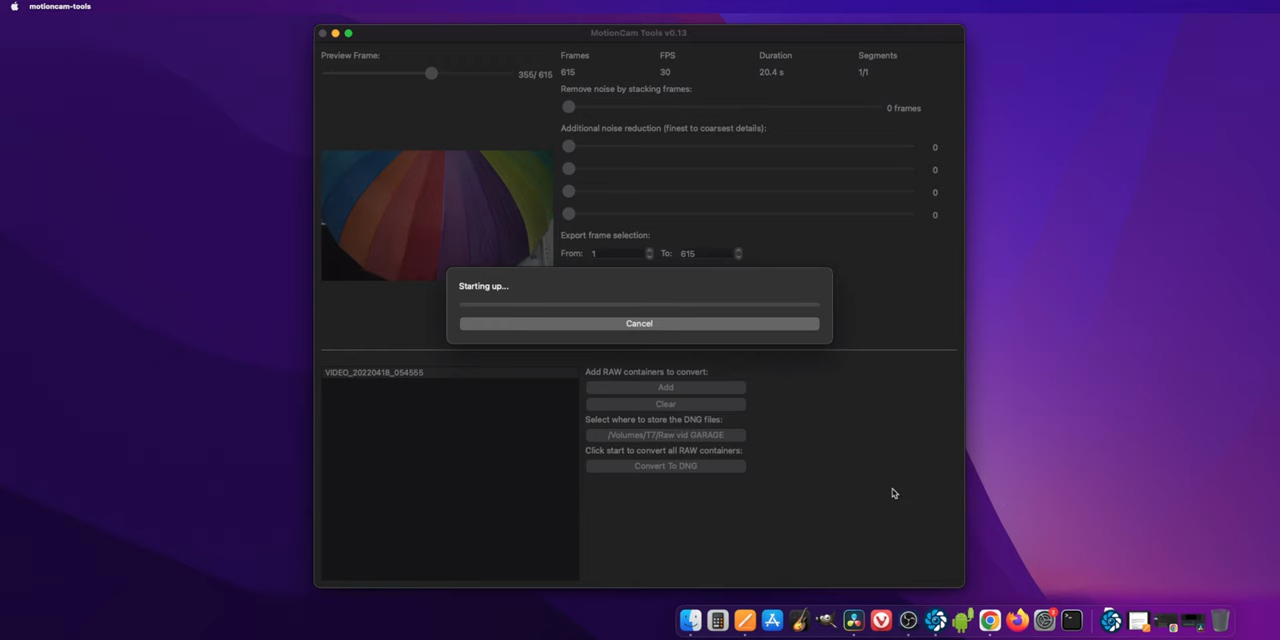 motioncam-tools
MotionCam Tools v0.13
Preview Frame:
355/ 615
Frames FPS Duration Segments
615 30 20.4 s 1/1
Remove noise by stacking frames:
0 frames
Additional noise reduction (finest to coarsest details):
0
0
0
0
Export frame selection:
From: 1 To: 615
Starting up...
Cancel
VIDEO_20220418_054555
Add RAW containers to convert:
Add
Clear
Select where to store the DNG files:
/Volumes/T7/Raw vid GARAGE
Click start to convert all RAW containers:
Convert To DNG